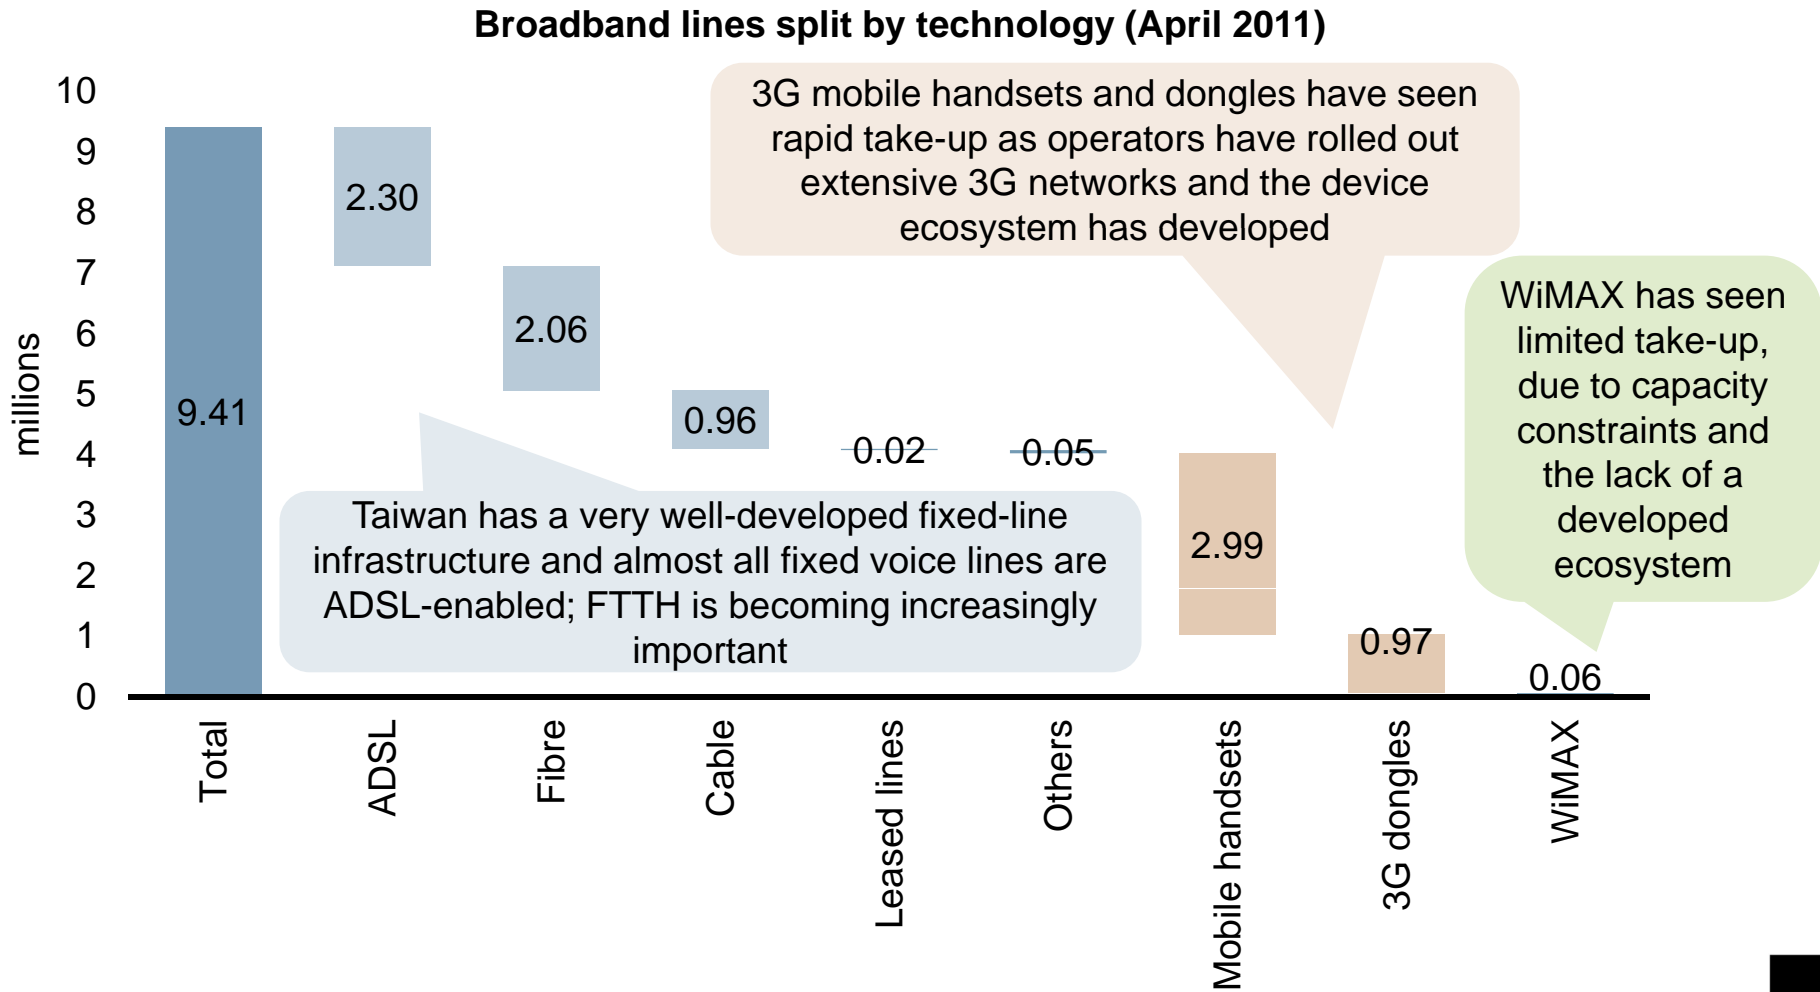 Broadband lines split by technology (April 2011)
millions
10
9
8
7
6
5
4
3
2
1
0
9.41
2.30
2.06
0.96
0.02
0.05
2.99
0.97
0.06
3G mobile handsets and dongles have seen
rapid take-up as operators have rolled out
extensive 3G networks and the device
ecosystem has developed
WiMAX has seen
limited take-up,
due to capacity
constraints and
the lack of a
developed
ecosystem
Taiwan has a very well-developed fixed-line
infrastructure and almost all fixed voice lines are
ADSL-enabled; FTTH is becoming increasingly
important
Total
ADSL
Fibre
Cable
Leased lines
Others
Mobile handsets
3G dongles
WiMAX